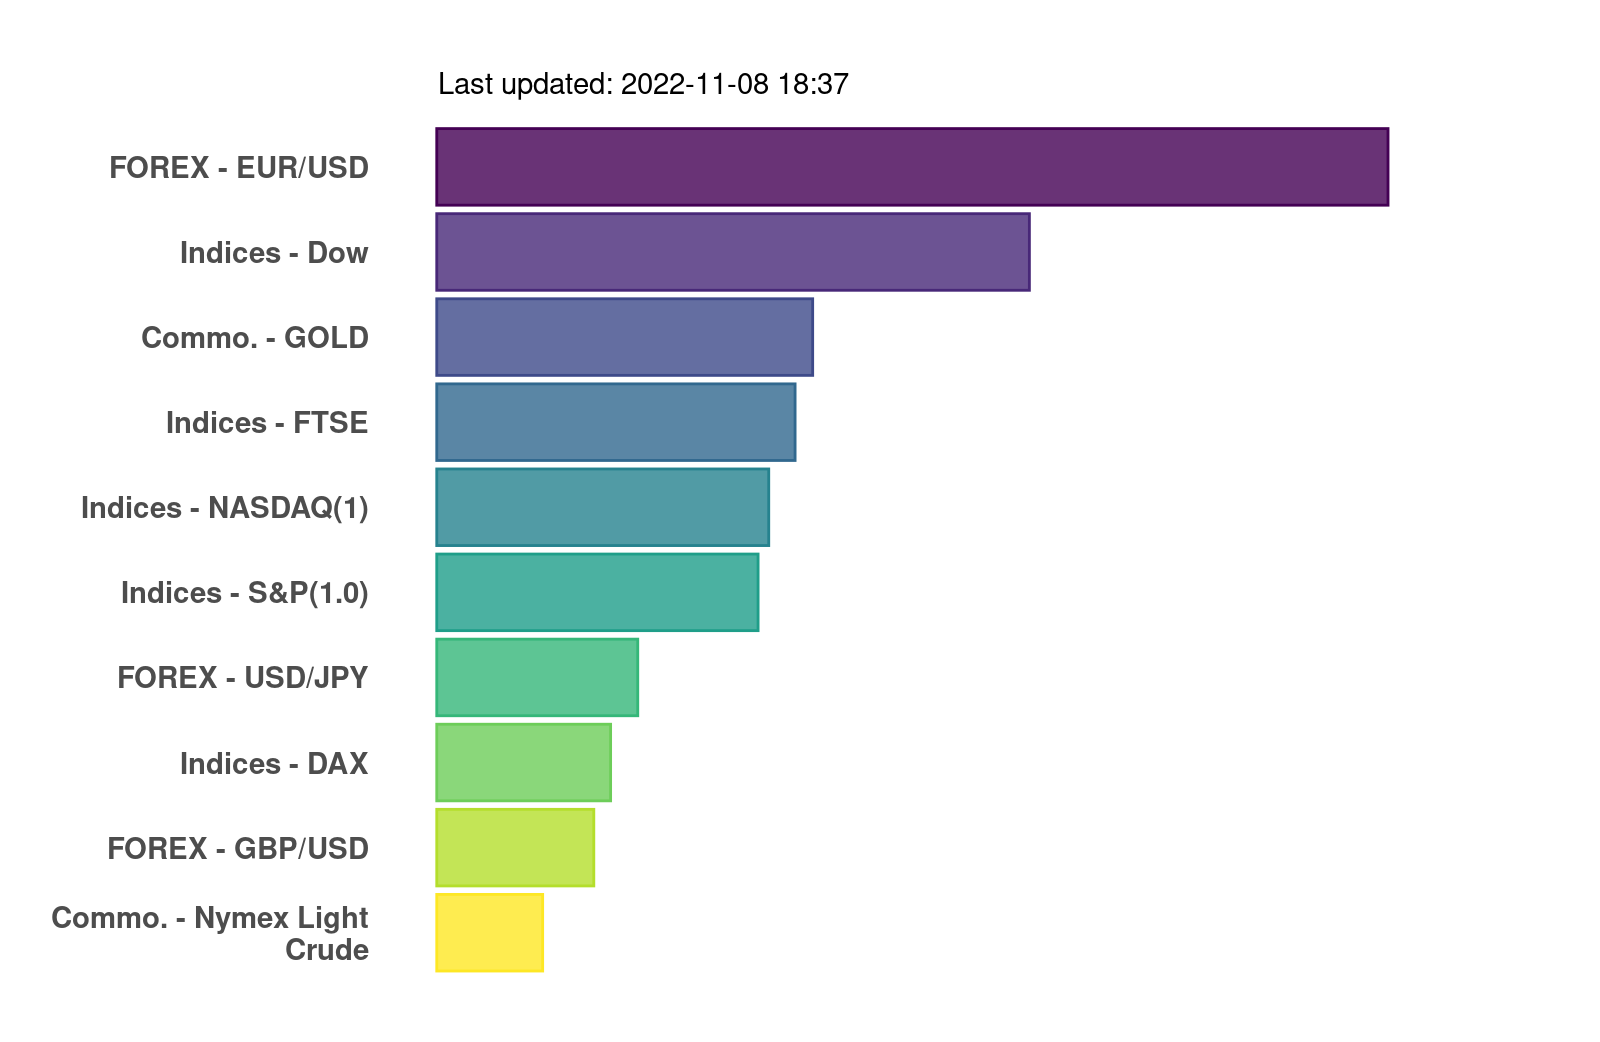 Last updated: 2022-11-08 18:37
FOREX - EUR/USD
Indices - Dow
Commo. - GOLD
Indices - FTSE
Indices - NASDAQ(1)
Indices - S&P(1.0)
FOREX - USD/JPY
Indices - DAX
FOREX - GBP/USD
Commo. - Nymex Light
Crude